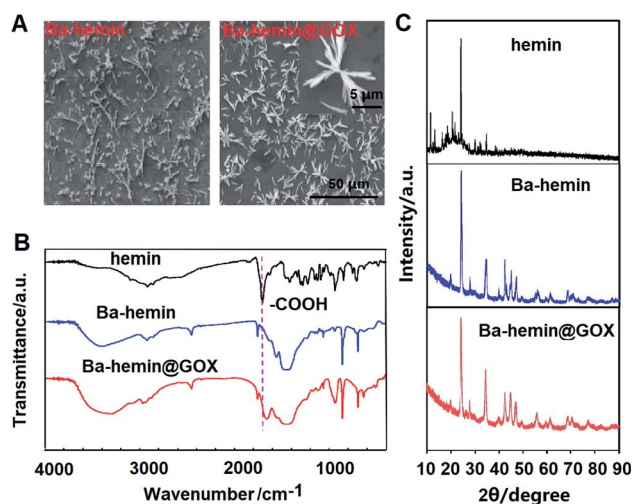 A
Ba-hemin
Ba-hemin@GOX
5 μm
50 μm
B
hemin
-COOH
Ba-hemin
Ba-hemin@GOX
Transmittance/a.u.
4000 3000 2000 1000
Wavenumber/cm-1
C
hemin
Ba-hemin
Ba-hemin@GOX
Intensity/a.u.
10 20 30 40 50 60 70 80 90
2θ/degree